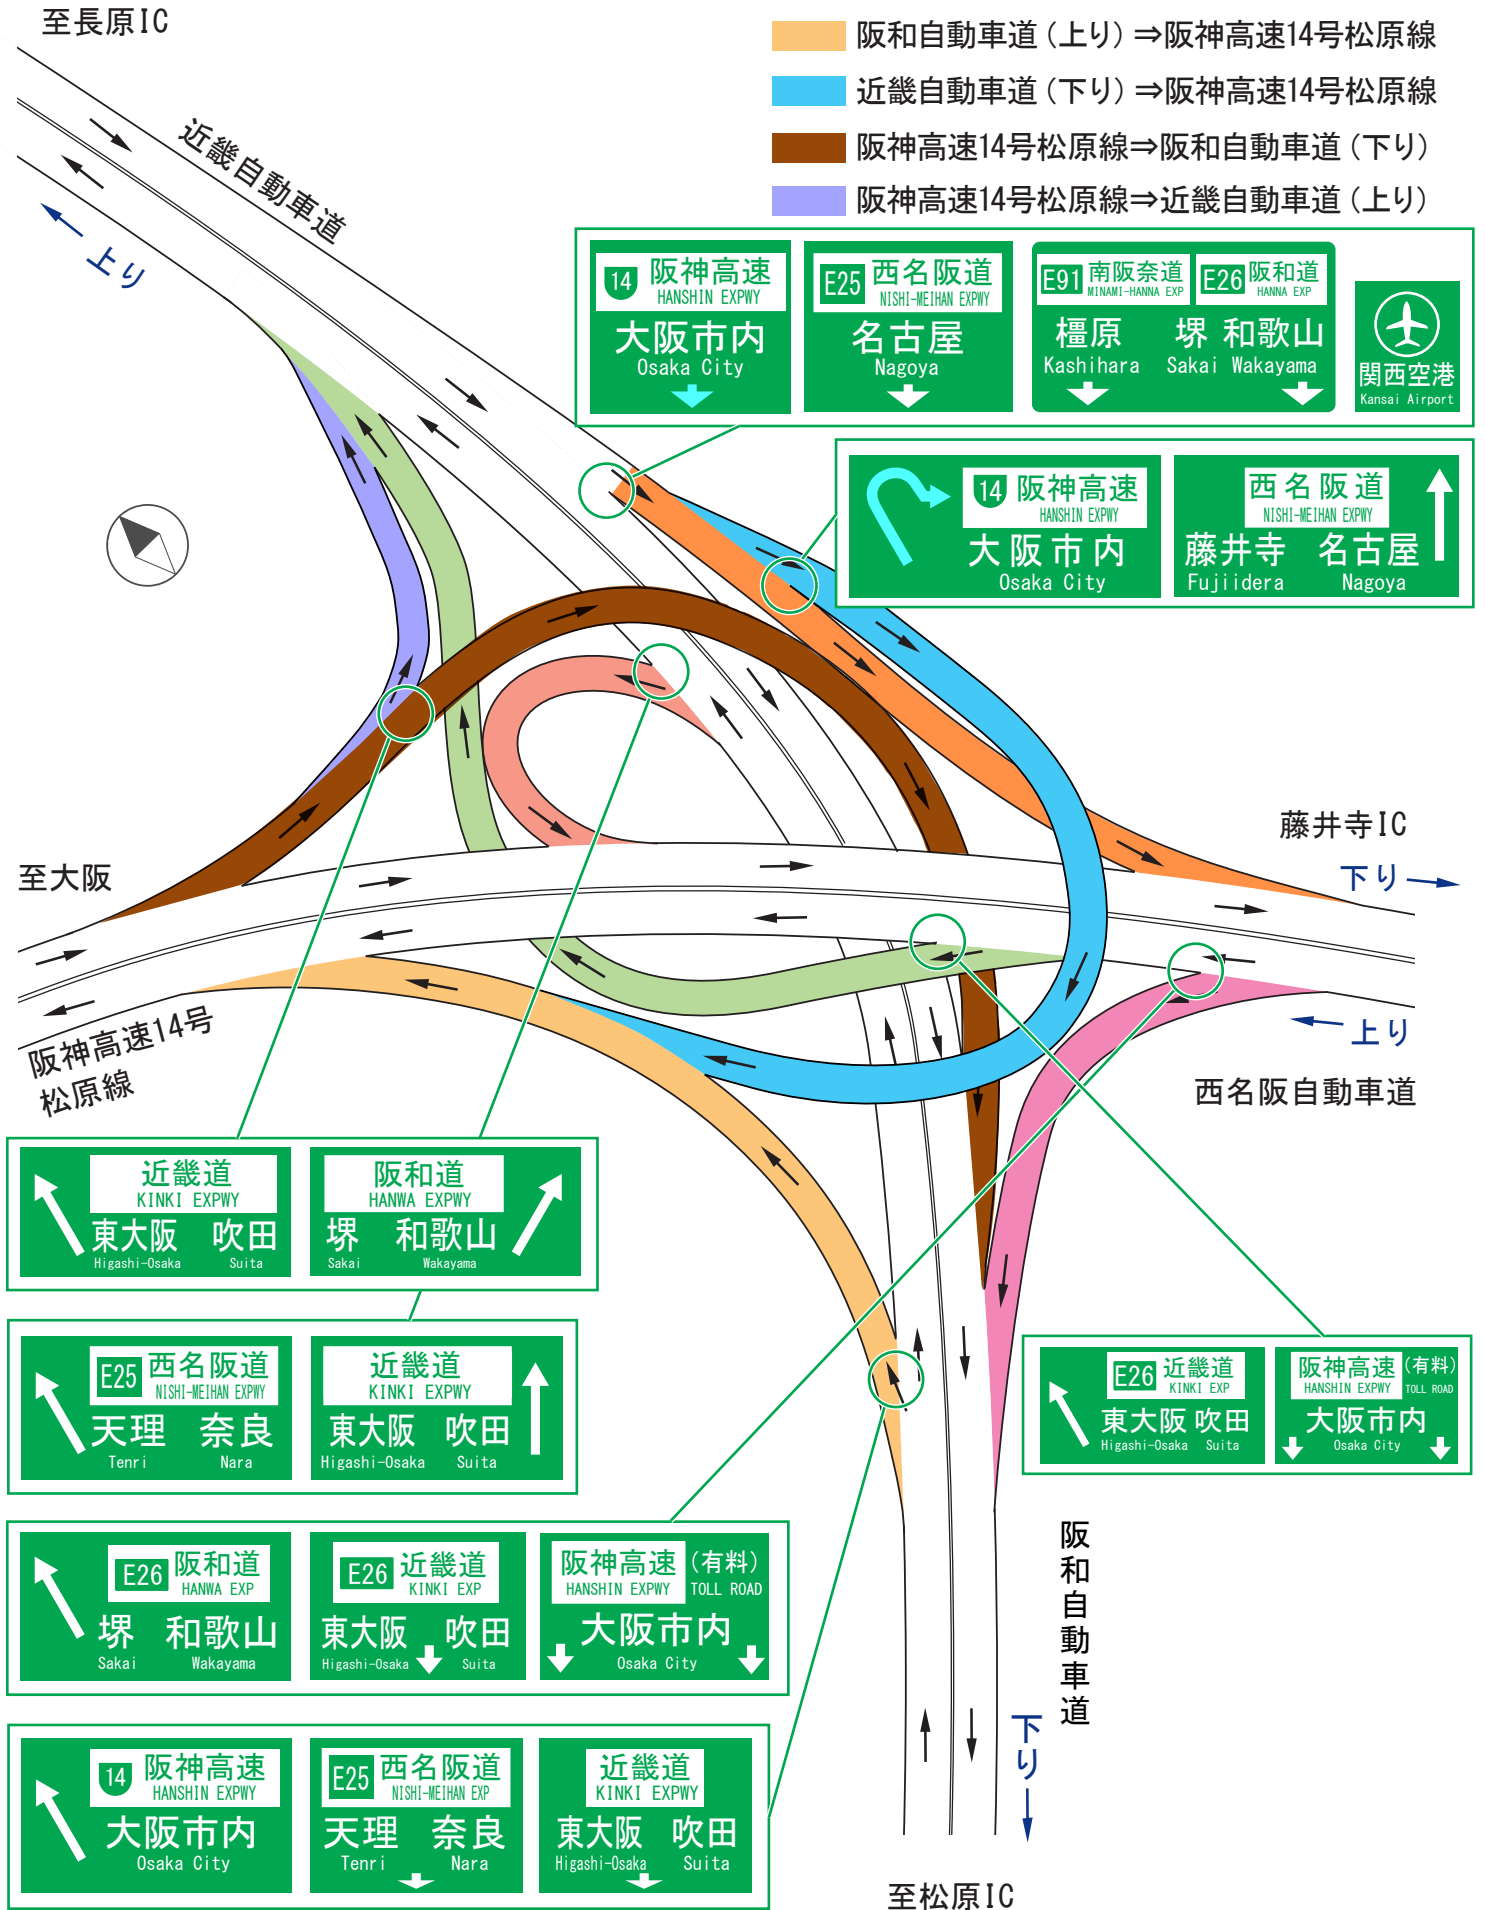 至長原IC
阪和自動車道(上り)⇒阪神高速14号松原線
近畿自動車道(下り)⇒阪神高速14号松原線
阪神高速14号松原線⇒阪和自動車道(下り)
阪神高速14号松原線⇒近畿自動車道(上り)
近畿自動車道
上り
14 阪神高速
HANSHIN EXPWY
大阪市内
Osaka City
E25 西名阪道
NISHI-MEIHAN EXPWY
名古屋
Nagoya
E91 南阪奈道
MINAMI-HANNA EXP
橿原
Kashihara
E26 阪和道
HANNA EXP
堺 和歌山
Sakai Wakayama
関西空港
Kansai Airport
14 阪神高速
HANSHIN EXPWY
大阪市内
Osaka City
西名阪道
NISHI-MEIHAN EXPWY
藤井寺 名古屋
Fujiidera Nagoya
藤井寺IC
下り
至大阪
阪神高速14号
松原線
上り
西名阪自動車道
近畿道
KINKI EXPWY
東大阪 吹田
Higashi-Osaka Suita
阪和道
HANWA EXPWY
堺 和歌山
Sakai Wakayama
E25 西名阪道
NISHI-MEIHAN EXPWY
天理 奈良
Tenri Nara
近畿道
KINKI EXPWY
東大阪 吹田
Higashi-Osaka Suita
E26 近畿道
KINKI EXP
東大阪 吹田
Higashi-Osaka Suita
阪神高速 (有料)
HANSHIN EXPWY TOLL ROAD
大阪市内
Osaka City
E26 阪和道
HANWA EXP
堺 和歌山
Sakai Wakayama
E26 近畿道
KINKI EXP
東大阪 吹田
Higashi-Osaka Suita
阪神高速 (有料)
HANSHIN EXPWY TOLL ROAD
大阪市内
Osaka City
阪和自動車道
下り
14 阪神高速
HANSHIN EXPWY
大阪市内
Osaka City
E25 西名阪道
NISHI-MEIHAN EXP
天理 奈良
Tenri Nara
近畿道
KINKI EXPWY
東大阪 吹田
Higashi-Osaka Suita
至松原IC